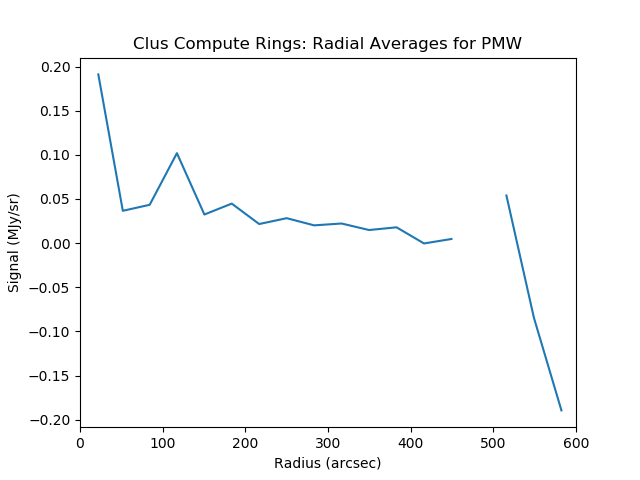 Clus Compute Rings: Radial Averages for PMW
Signal (MJy/sr)
0.20
0.15
0.10
0.05
0.00
−0.05
−0.10
−0.15
−0.20
0 100 200 300 400 500 600
Radius (arcsec)